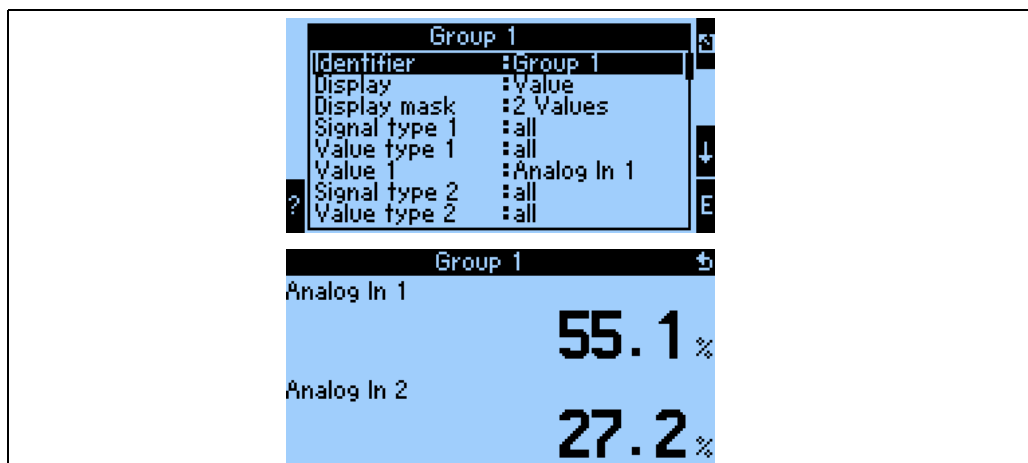 Group 1
Identifier :Group 1
Display :Value
Display mask :2 Values
Signal type 1 :all
Value type 1 :all
Value 1 :Analog In 1
Signal type 2 :all
? Value type 2 :all E
Group 1
Analog In 1
55.1 %
Analog In 2
27.2 %